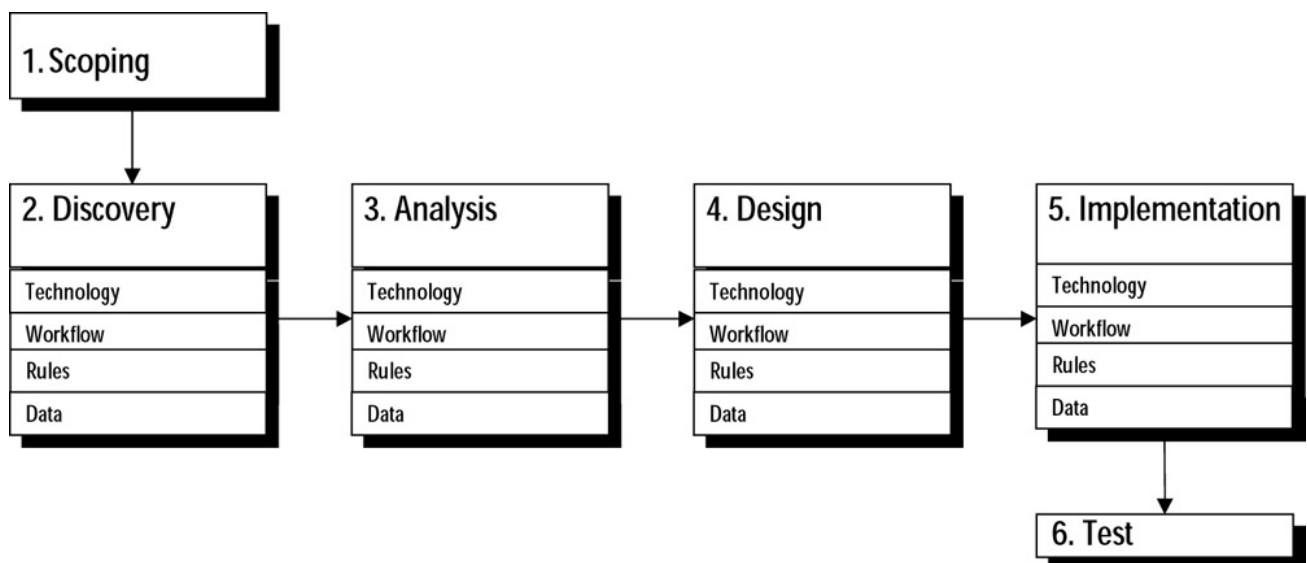 1. Scoping
2. Discovery
Technology
Workflow
Rules
Data
3. Analysis
Technology
Workflow
Rules
Data
4. Design
Technology
Workflow
Rules
Data
5. Implementation
Technology
Workflow
Rules
Data
6. Test